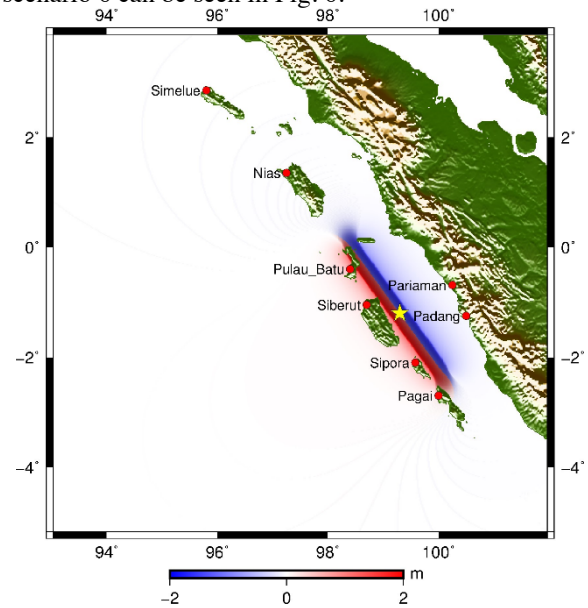 scenario 6 can be seen in Fig. 6.
94˚ 96˚ 98˚ 100˚
Simelue
2˚ 2˚
Nias
0˚ 0˚
Pulau_Batu
Pariaman
Siberut
Padang
−2˚ −2˚
Sipora
Pagai
−4˚ −4˚
94˚ 96˚ 98˚ 100˚
m
−2 0 2